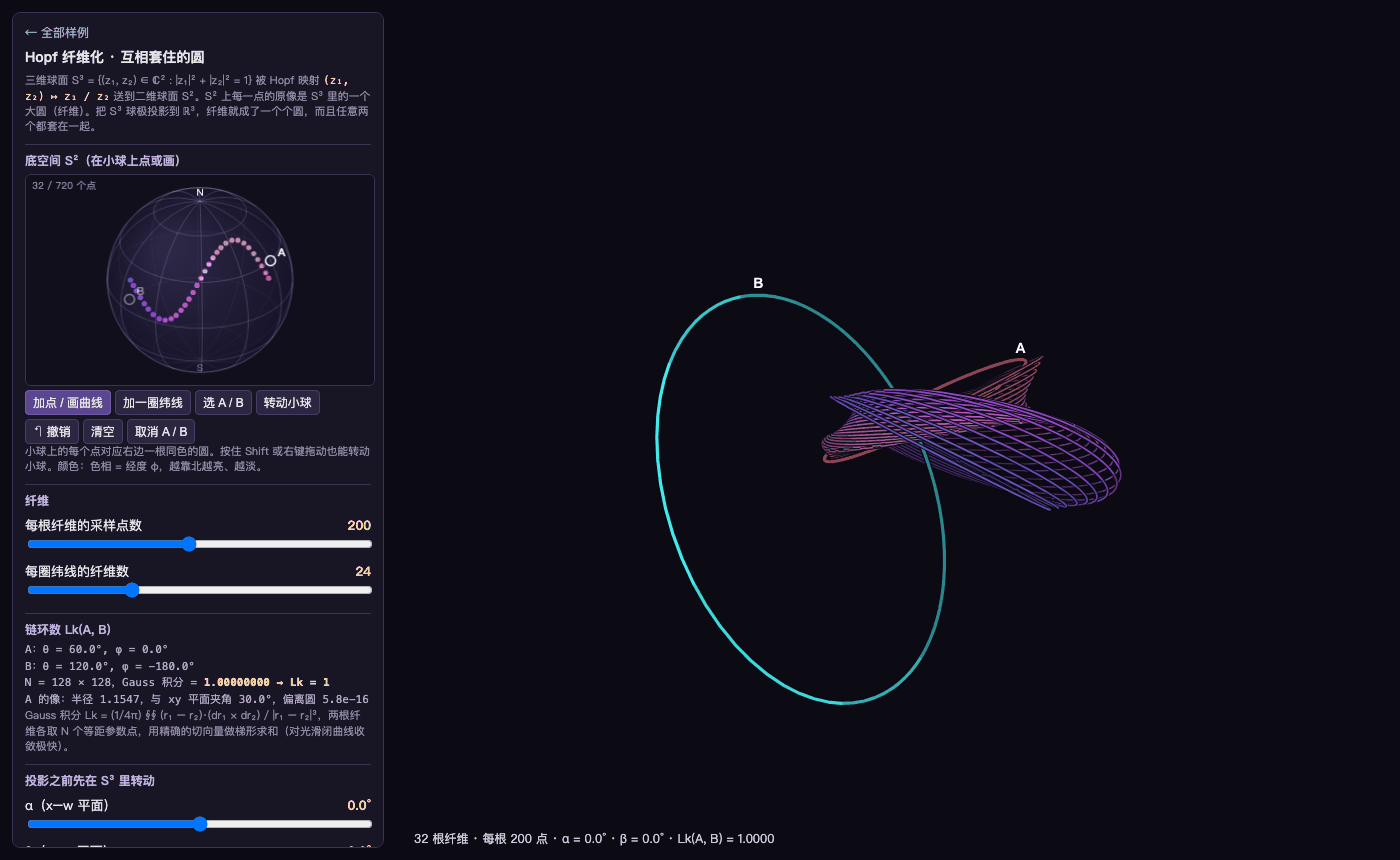 ← 全部样例
Hopf 纤维化 · 互相套住的圆
三维球面 S³ = {(z₁, z₂) ∈ ℂ² : |z₁|² + |z₂|² = 1} 被 Hopf 映射 (z₁,
z₂) ↦ z₁ / z₂ 送到二维球面 S²。S² 上每一点的原像是 S³ 里的一个
大圆（纤维）。把 S³ 球极投影到 ℝ³，纤维就成了一个个圆，而且任意两
个都套在一起。
底空间 S²（在小球上点或画）
32 / 720 个点
N
A
B
S
加点 / 画曲线 加一圈纬线 选 A / B 转动小球
↰ 撤销 清空 取消 A / B
小球上的每个点对应右边一根同色的圆。按住 Shift 或右键拖动也能转动
小球。颜色：色相 = 经度 ϕ，越靠北越亮、越淡。
纤维
每根纤维的采样点数 200
每圈纬线的纤维数 24
链环数 Lk(A, B)
A: θ = 60.0°, φ = 0.0°
B: θ = 120.0°, φ = −180.0°
N = 128 × 128, Gauss 积分 = 1.00000000 → Lk = 1
A 的像: 半径 1.1547, 与 xy 平面夹角 30.0°, 偏离圆 5.8e-16
Gauss 积分 Lk = (1/4π) ∮∮ (r₁ − r₂)·(dr₁ × dr₂) / |r₁ − r₂|³，两根纤
维各取 N 个等距参数点，用精确的切向量做梯形求和（对光滑闭曲线收
敛极快）。
投影之前先在 S³ 里转动
α（x—w 平面） 0.0°
B
A
32 根纤维 · 每根 200 点 · α = 0.0° · β = 0.0° · Lk(A, B) = 1.0000